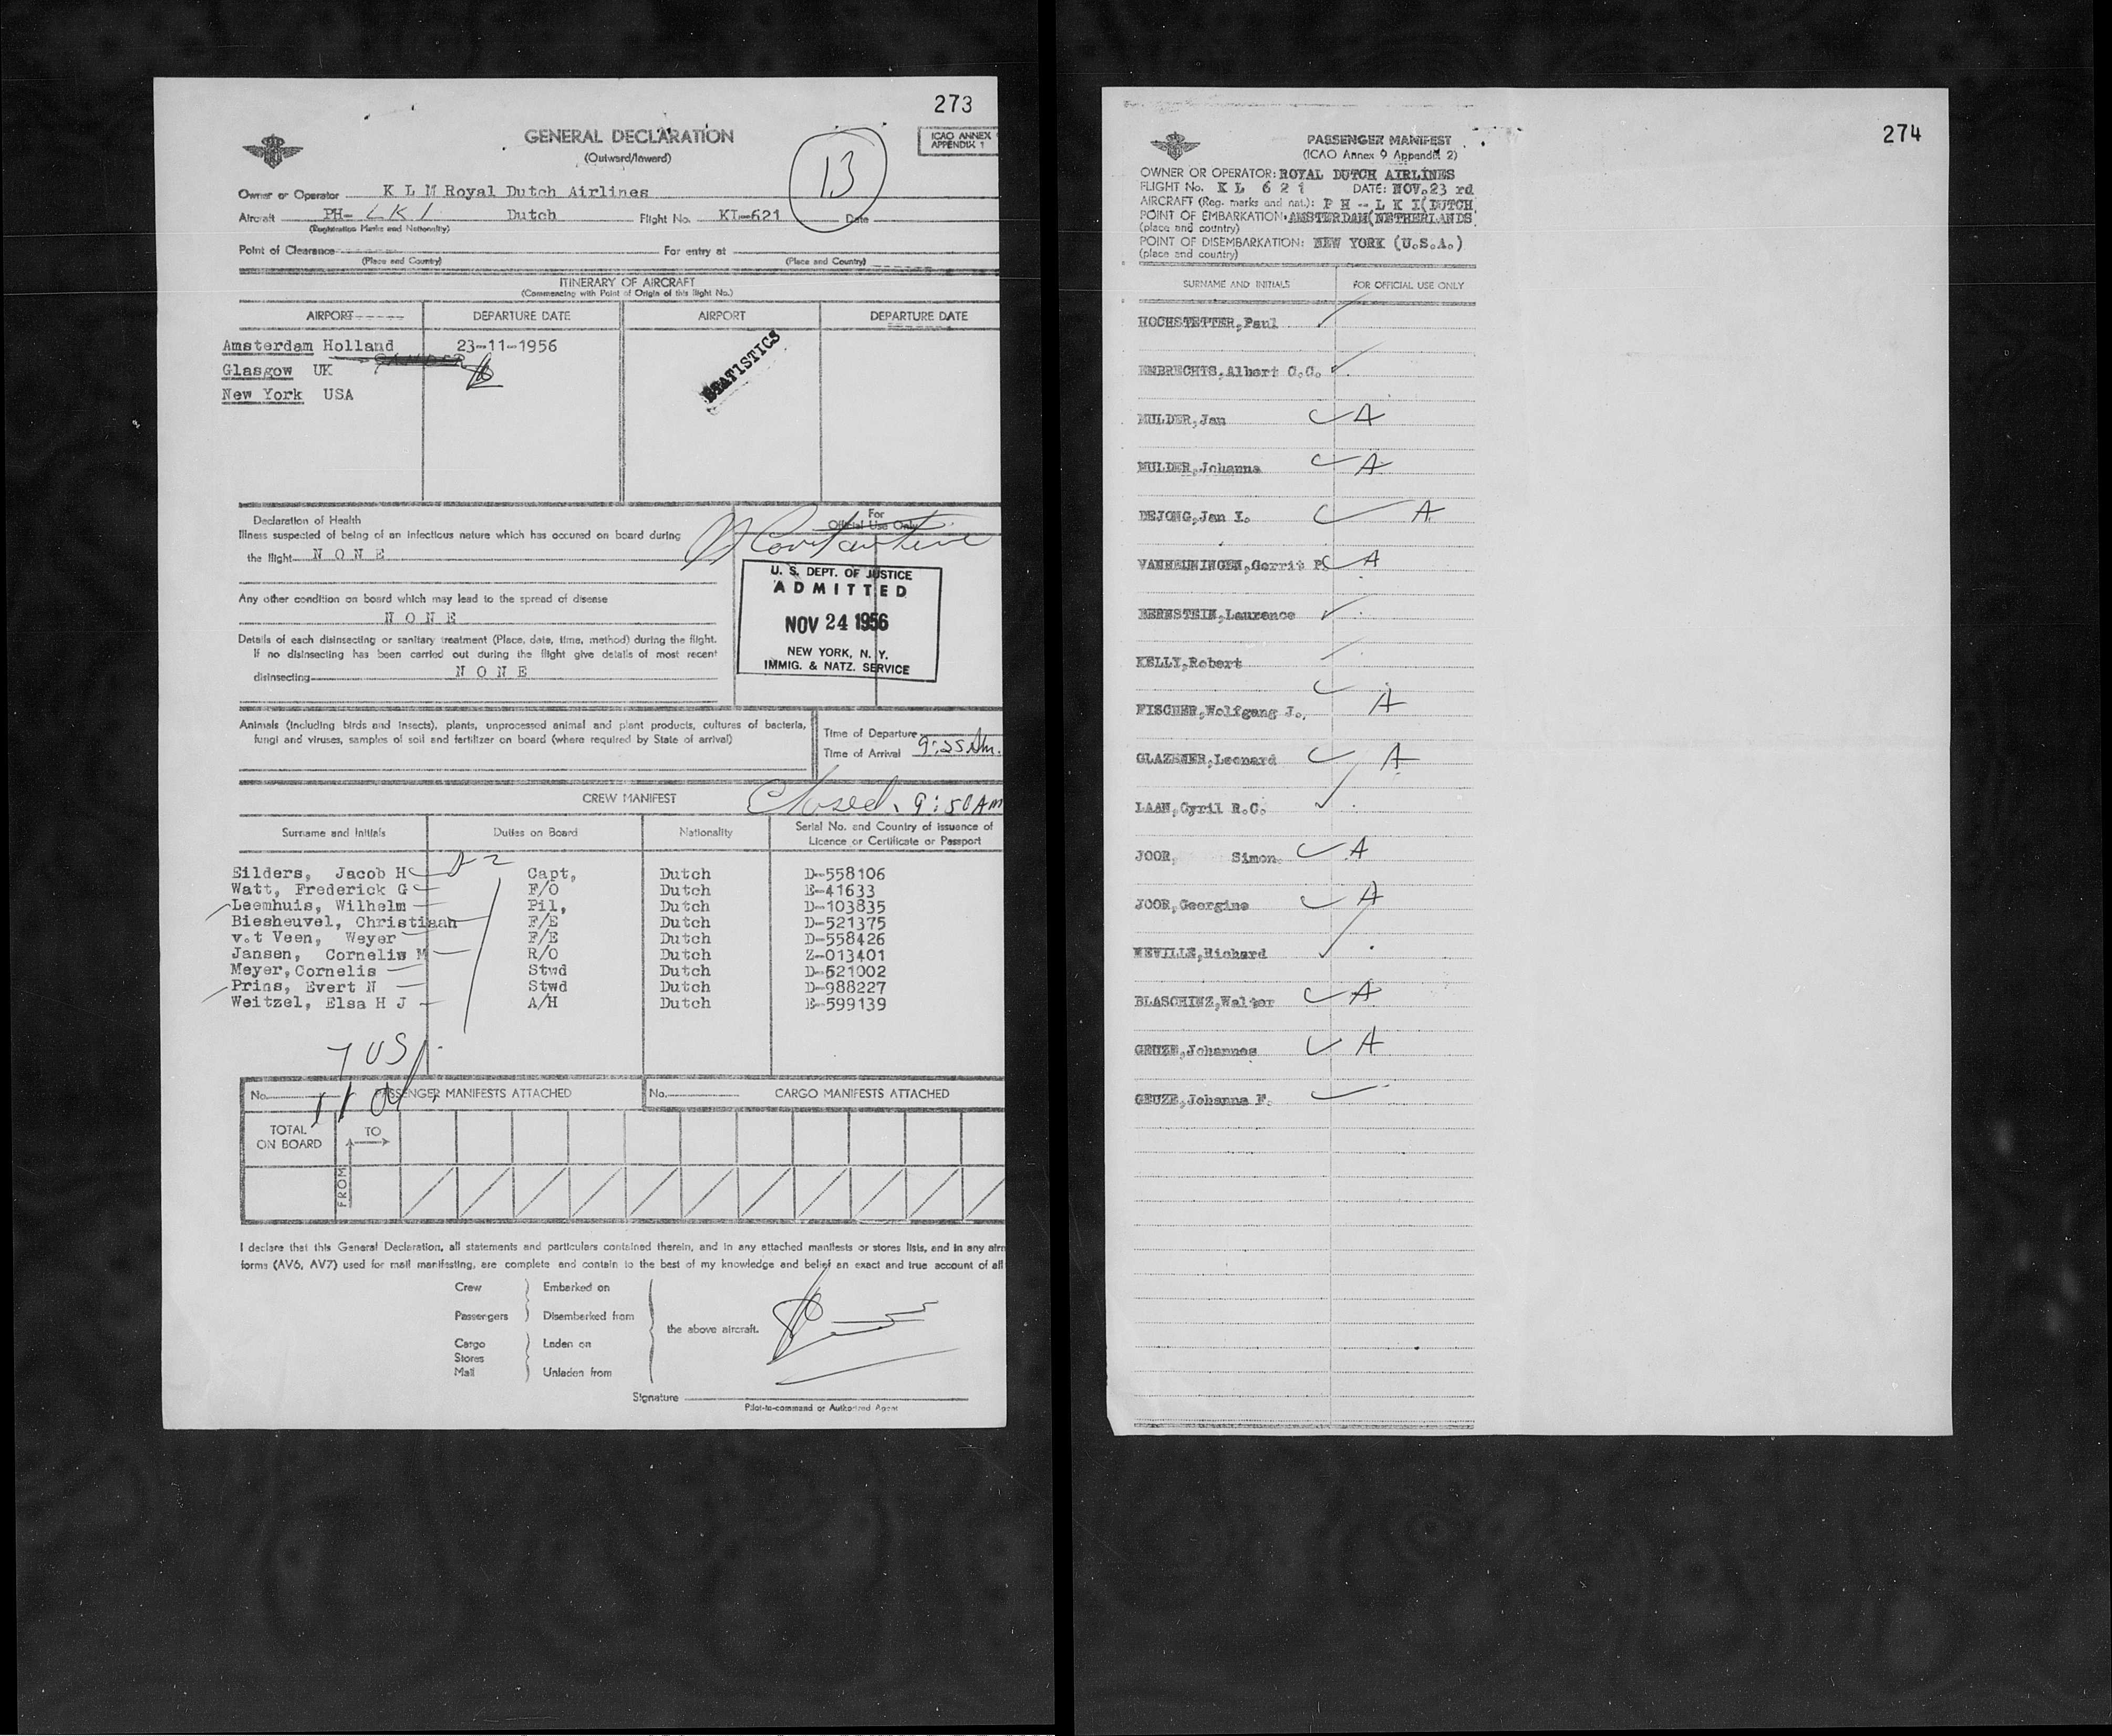 273
GENERAL DECLARATION
(Outward/Inward)
13
ICAO ANNEX
APPENDIX 1
Owner or Operator K L M Royal Dutch Airlines
Aircraft PH- LKI Dutch Flight No. KL-621 Date
(Registration Marks and Nationality)
Point of Clearance For entry at
(Place and Country) (Place and Country)
ITINERARY OF AIRCRAFT
(Commencing with Point of Origin of this flight No.)
AIRPORT DEPARTURE DATE AIRPORT DEPARTURE DATE
Amsterdam Holland 23-11-1956
Glasgow UK
New York USA
STATISTICS
Declaration of Health
Illness suspected of being of an infectious nature which has occured on board during
the flight N O N E
For
Official Use Only
Any other condition on board which may lead to the spread of disease
N O N E
Details of each disinsecting or sanitary treatment (Place, date, time, method) during the flight.
If no disinsecting has been carried out during the flight give details of most recent
disinsecting N O N E
U. S. DEPT. OF JUSTICE
ADMITTED
NOV 24 1956
NEW YORK, N. Y.
IMMIG. & NATZ. SERVICE
Animals (including birds and insects), plants, unprocessed animal and plant products, cultures of bacteria,
fungi and viruses, samples of soil and fertilizer on board (where required by State of arrival)
Time of Departure
Time of Arrival 9:25 Am.
CREW MANIFEST Closed 9:50 AM
Surname and Initials Duties on Board Nationality Serial No. and Country of issuance of
Licence or Certificate or Passport
Eilders, Jacob H D2 Capt, Dutch D-558106
Watt, Frederick G F/O Dutch E-41633
Leemhuis, Wilhelm Pil, Dutch D-103835
Biesheuvel, Christiaan F/E Dutch D-521375
v.t Veen, Weyer F/E Dutch D-558426
Jansen, Cornelis M R/O Dutch Z-013401
Meyer, Cornelis Stwd Dutch D-521002
Prins, Evert N Stwd Dutch D-988227
Weitzel, Elsa H J A/H Dutch E-599139
7 US
11
No. PASSENGER MANIFESTS ATTACHED No. CARGO MANIFESTS ATTACHED
TOTAL
ON BOARD
TO
FROM
I declare that this General Declaration, all statements and particulars contained therein, and in any attached manifests or stores lists, and in any airm
forms (AV6, AV7) used for mail manifesting, are complete and contain to the best of my knowledge and belief an exact and true account of all
Crew Embarked on
Passengers Disembarked from
the above aircraft.
Cargo Laden on
Stores
Mail Unladen from
Signature
Pilot-in-command or Authorized Agent
274
PASSENGER MANIFEST
(ICAO Annex 9 Appendix 2)
OWNER OR OPERATOR: ROYAL DUTCH AIRLINES
FLIGHT No. K L 6 2 1 DATE: NOV.23 rd
AIRCRAFT (Reg. marks and nat.): P H - L K I (DUTCH
POINT OF EMBARKATION: AMSTERDAM(NETHERLANDS
(place and country)
POINT OF DISEMBARKATION: NEW YORK (U.S.A.)
(place and country)
SURNAME AND INITIALS FOR OFFICIAL USE ONLY
HOCHSTETTER,Paul
EMBRECHTS,Albert C.C.
MULDER,Jan A
MULDER,Johanna A
DEJONG,Jan I. A
VANHEUNINGEN,Gerrit P. A
BERNSTEIN,Laurence
KELLY,Robert
FISCHER,Wolfgang J. A
GLAZENER,Leonard A
LAAN,Cyril R.C.
JOOR, Simon A
JOOR,Georgine A
NEVILLE,Richard
BLASCHINZ,Walter A
GEUZE,Johannes A
GEUZE,Johanna F.